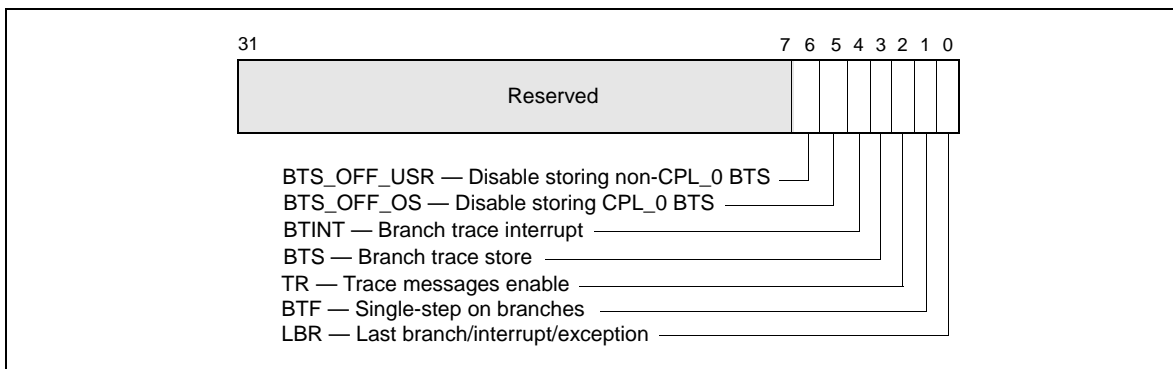 31 7 6 5 4 3 2 1 0
Reserved
BTS_OFF_USR — Disable storing non-CPL_0 BTS
BTS_OFF_OS — Disable storing CPL_0 BTS
BTINT — Branch trace interrupt
BTS — Branch trace store
TR — Trace messages enable
BTF — Single-step on branches
LBR — Last branch/interrupt/exception